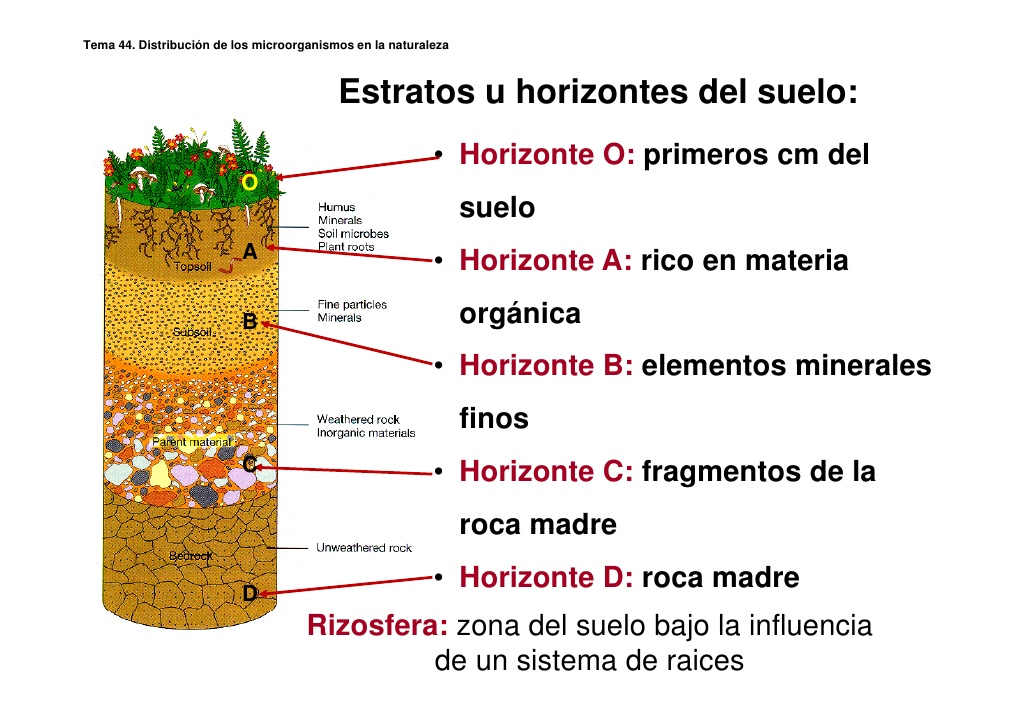 Tema 44. Distribución de los microorganismos en la naturaleza
Estratos u horizontes del suelo:
• Horizonte O: primeros cm del
suelo
• Horizonte A: rico en materia
orgánica
• Horizonte B: elementos minerales
finos
• Horizonte C: fragmentos de la
roca madre
• Horizonte D: roca madre
Rizosfera: zona del suelo bajo la influencia
de un sistema de raices
O
Humus
Minerals
Soil microbes
Plant roots
A
Topsoil
Fine particles
Minerals
B
Subsoil
Weathered rock
Inorganic materials
Parent material
C
Unweathered rock
Bedrock
D